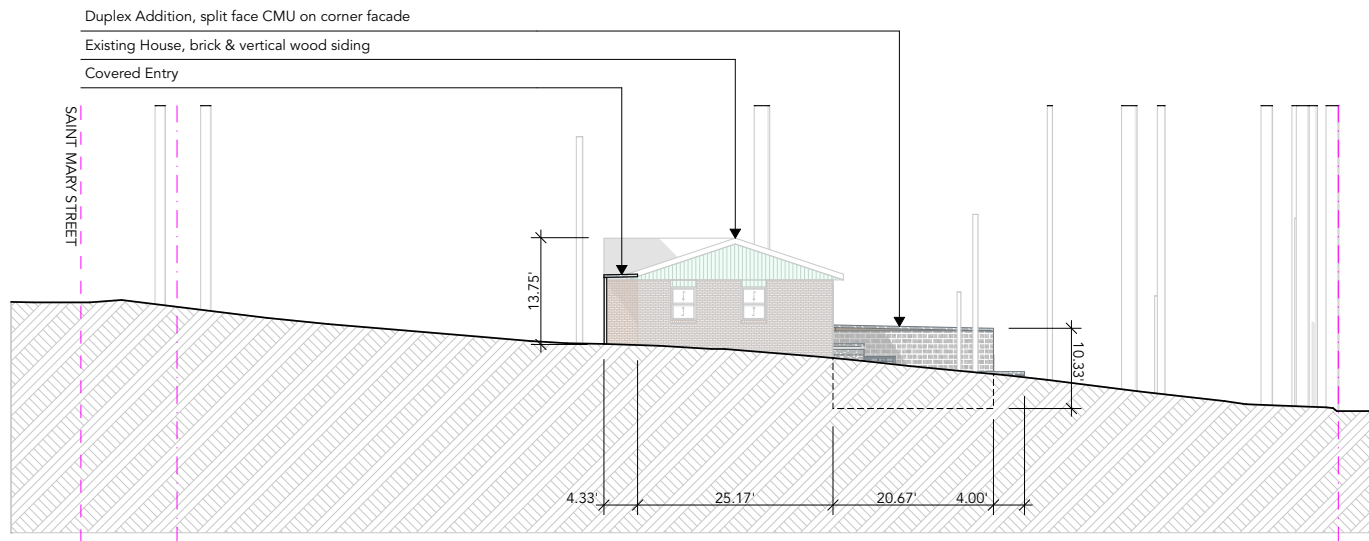 Duplex Addition, split face CMU on corner facade
Existing House, brick & vertical wood siding
Covered Entry
SAINT MARY STREET
13.75'
10.33'
4.33'
25.17'
20.67'
4.00'